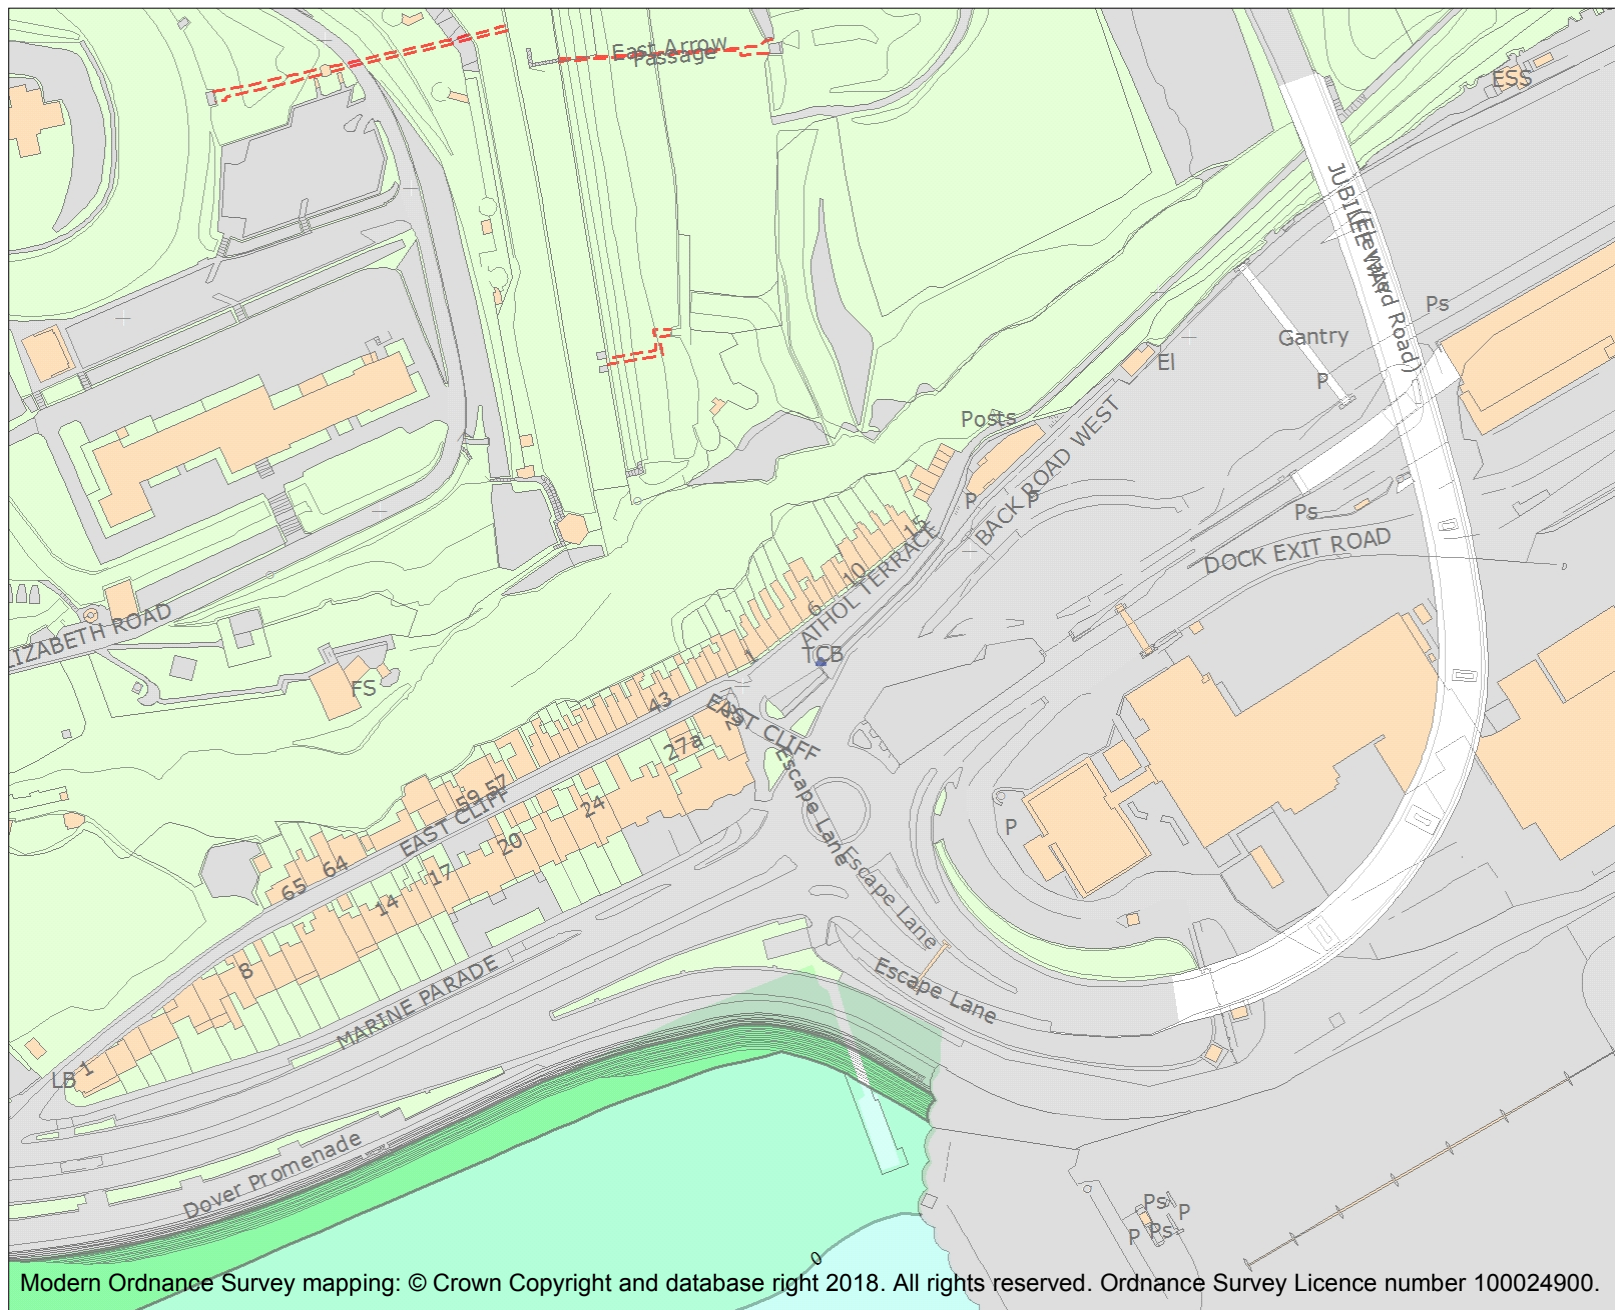 East Arrow
Passage
ESS
JUBILEE WAY
(Elevated Road)
Ps
Gantry
P
El
Posts
BACK ROAD WEST
P
P
Ps
DOCK EXIT ROAD
15
10
ATHOL TERRACE
6
TCB
1
LIZABETH ROAD
FS
43
EAST CLIFF
27a
Escape Lane
59
57
EAST CLIFF
24
20
P
64
65
17
14
Escape Lane
8
Escape Lane
MARINE PARADE
1
LB
Dover Promenade
Ps
P
P
Ps
0
Modern Ordnance Survey mapping: © Crown Copyright and database right 2018. All rights reserved. Ordnance Survey Licence number 100024900.